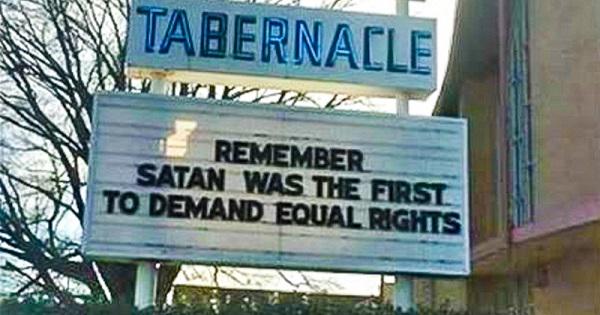 TABERNACLE
REMEMBER
SATAN WAS THE FIRST
TO DEMAND EQUAL RIGHTS